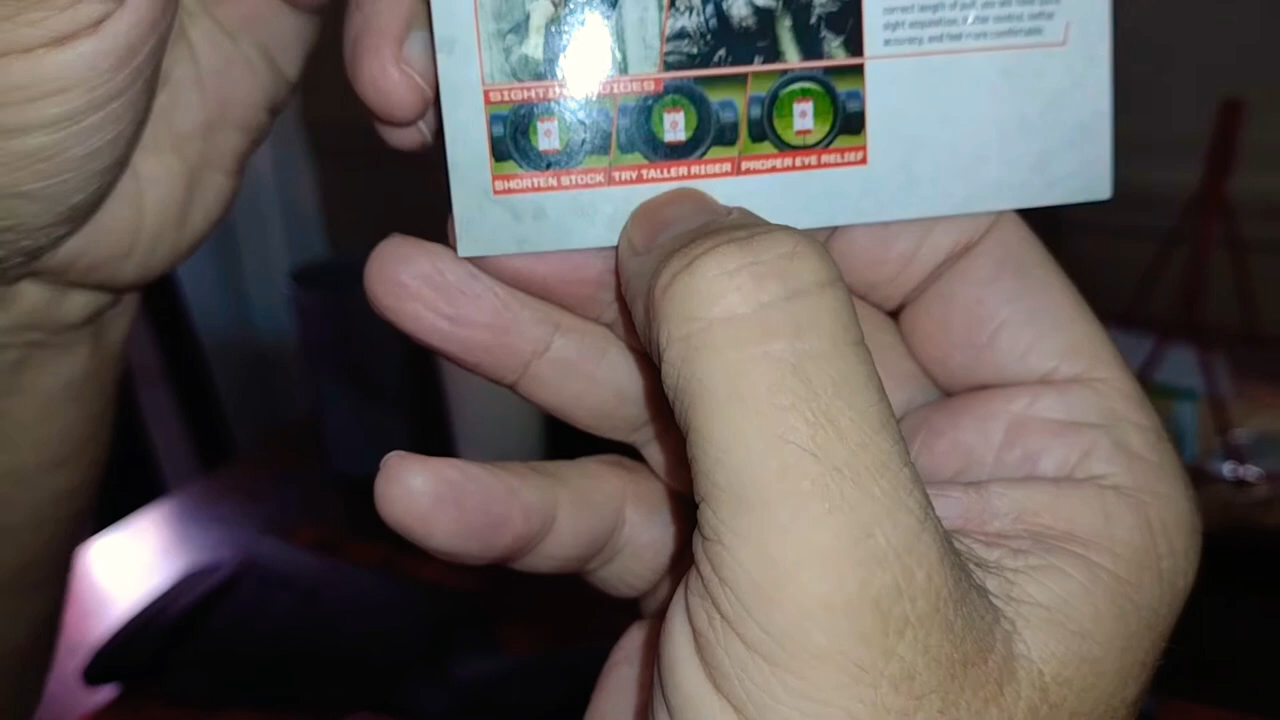 correct length of pull, you will have
sight acquisition, better control, better
accuracy, and feel more comfortable.
SIGHTING GUIDES
SHORTEN STOCK
TRY TALLER RISER
PROPER EYE RELIEF